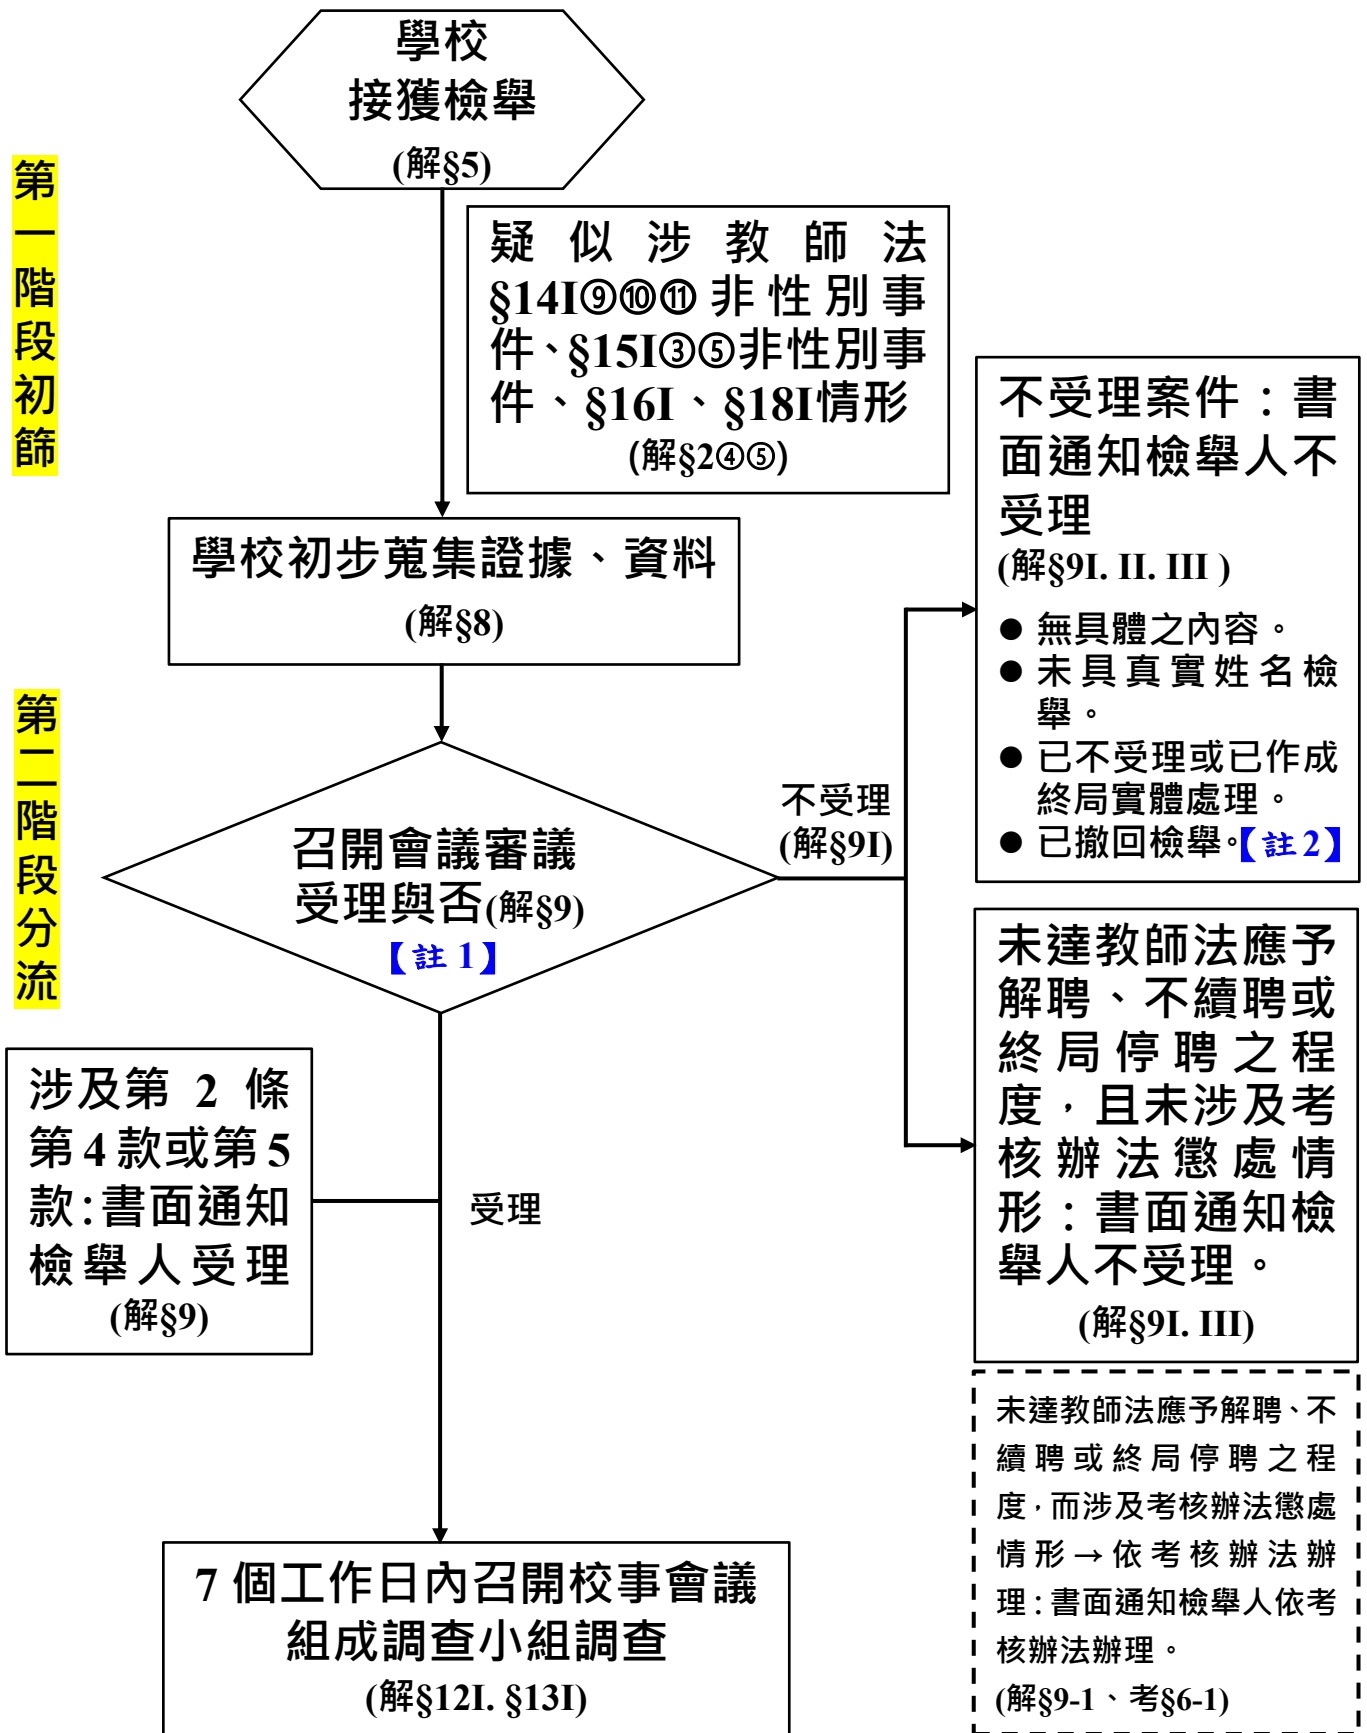 學校
接獲檢舉
(解§5)
第一階段初篩
疑似涉教師法
§14I⑨⑩⑪非性別事
件、§15I③⑤非性別事
件、§16I、§18I情形
(解§2④⑤)
學校初步蒐集證據、資料
(解§8)
第二階段分流
召開會議審議
受理與否(解§9)
【註1】
不受理
(解§9I)
不受理案件：書
面通知檢舉人不
受理
(解§9I. II. III )
● 無具體之內容。
● 未具真實姓名檢
舉。
● 已不受理或已作成
終局實體處理。
● 已撤回檢舉。【註2】
未達教師法應予
解聘、不續聘或
終局停聘之程
度，且未涉及考
核辦法懲處情
形：書面通知檢
舉人不受理。
(解§9I. III)
涉及第 2 條
第4款或第5
款：書面通知
檢舉人受理
(解§9)
受理
未達教師法應予解聘、不
續聘或終局停聘之程
度，而涉及考核辦法懲處
情形→依考核辦法辦
理：書面通知檢舉人依考
核辦法辦理。
(解§9-1、考§6-1)
7 個工作日內召開校事會議
組成調查小組調查
(解§12I. §13I)